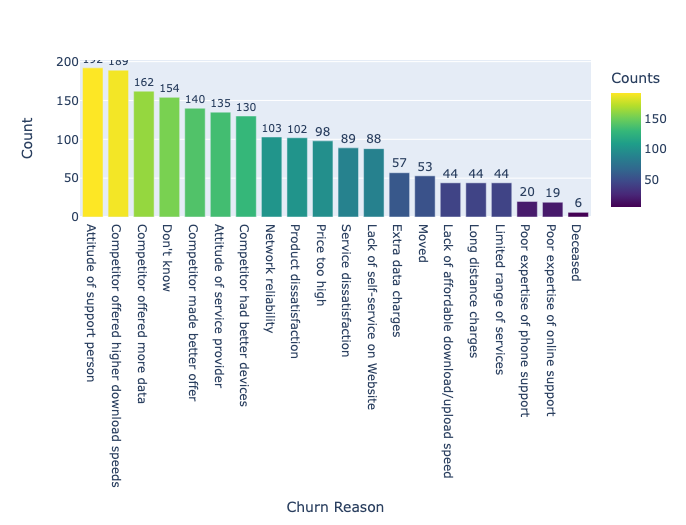 Counts
200
150
100
50
0
Count
192
189
162
154
140
135
130
103
102
98
89
88
57
53
44
44
44
20
19
6
150
100
50
Attitude of support person
Competitor offered higher download speeds
Competitor offered more data
Don't know
Competitor made better offer
Attitude of service provider
Competitor had better devices
Network reliability
Product dissatisfaction
Price too high
Service dissatisfaction
Lack of self-service on Website
Extra data charges
Moved
Lack of affordable download/upload speed
Long distance charges
Limited range of services
Poor expertise of phone support
Poor expertise of online support
Deceased
Churn Reason